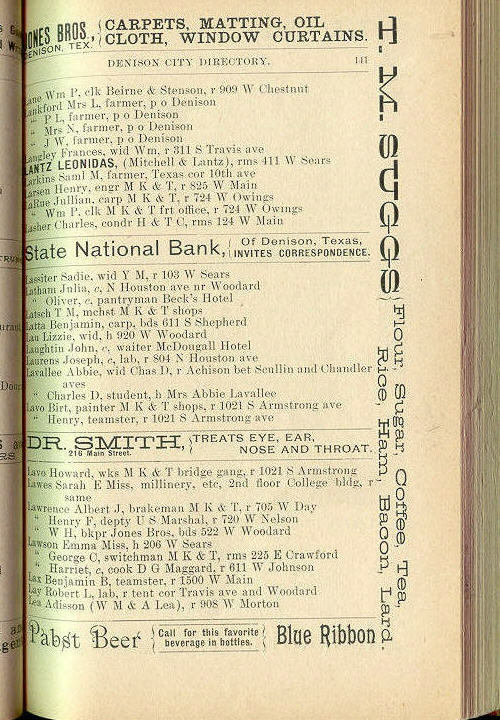 JONES BROS., CARPETS, MATTING, OIL
DENISON, TEX. CLOTH, WINDOW CURTAINS.
DENISON CITY DIRECTORY. 141
Lane Wm P, clk Beirne & Stenson, r 909 W Chestnut
Lankford Mrs L, farmer, p o Denison
" P L, farmer, p o Denison
" Mrs N, farmer, p o Denison
" J W, farmer, p o Denison
Langley Frances, wid Wm, r 311 S Travis ave
LANTZ LEONIDAS, (Mitchell & Lantz), rms 411 W Sears
Larkins Saml M, farmer, Texas cor 10th ave
Larsen Henry, engr M K & T, r 825 W Main
LaRue Jullian, carp M K & T, r 724 W Owings
" Wm P, clk M K & T frt office, r 724 W Owings
Lasher Charles, condr H & T C, rms 124 W Main
State National Bank, Of Denison, Texas,
INVITES CORRESPONDENCE.
Lassiter Sadie, wid Y M, r 103 W Sears
Latham Julia, c, N Houston ave nr Woodard
" Oliver, c, pantryman Beck's Hotel
Latsch T M, mchst M K & T shops
Latta Benjamin, carp, bds 611 S Shepherd
Lau Lizzie, wid, h 920 W Woodard
Laughtin John, c, waiter McDougall Hotel
Laurens Joseph, c, lab, r 804 N Houston ave
Lavallee Abbie, wid Chas D, r Achison bet Scullin and Chandler
aves
" Charles D, student, h Mrs Abbie Lavallee
Lavo Birt, painter M K & T shops, r 1021 S Armstrong ave
" Henry, teamster, r 1021 S Armstrong ave
DR. SMITH, TREATS EYE, EAR,
216 Main Street. NOSE AND THROAT.
Lavo Howard, wks M K & T bridge gang, r 1021 S Armstrong
Lawes Sarah E Miss, millinery, etc, 2nd floor College bldg, r
same
Lawrence Albert J, brakeman M K & T, r 705 W Day
" Henry F, depty U S Marshal, r 720 W Nelson
" W H, bkpr Jones Bros, bds 522 W Woodard
Lawson Emma Miss, h 206 W Sears
" George C, switchman M K & T, rms 225 E Crawford
" Harriet, c, cook D G Maggard, r 611 W Johnson
Lax Benjamin B, teamster, r 1500 W Main
Lay Robert L, lab, r tent cor Travis ave and Woodard
Lea Adisson (W M & A Lea), r 908 W Morton
Pabst Beer Call for this favorite
beverage in bottles. Blue Ribbon
T. M. SUGGS
Flour, Sugar, Coffee, Tea,
Rice, Ham, Bacon, Lard.